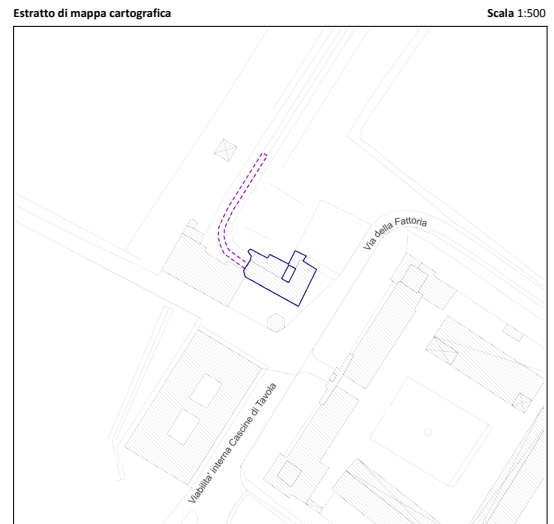 Estratto di mappa cartografica Scala 1:500
Via della Fattoria
Viabilita' interna Cascine di Tavola